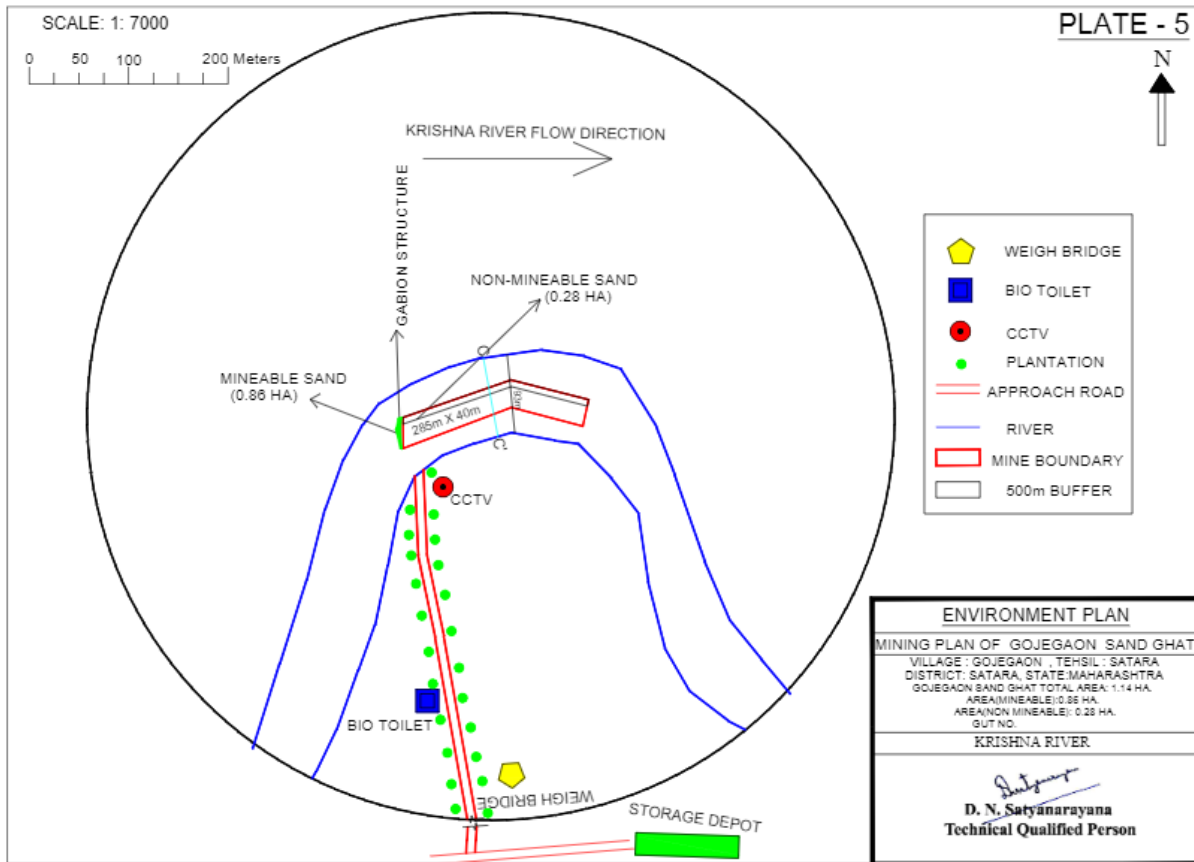 SCALE: 1: 7000
0 50 100 200 Meters
PLATE - 5
N
KRISHNA RIVER FLOW DIRECTION
GABION STRUCTURE
NON-MINEABLE SAND
(0.28 HA)
MINEABLE SAND
(0.86 HA)
285m X 40m
C
C'
CCTV
BIO TOILET
WEIGH BRIDGE
STORAGE DEPOT
WEIGH BRIDGE
BIO TOILET
CCTV
PLANTATION
APPROACH ROAD
RIVER
MINE BOUNDARY
500m BUFFER
ENVIRONMENT PLAN
MINING PLAN OF GOJEGAON SAND GHAT
VILLAGE : GOJEGAON , TEHSIL : SATARA
DISTRICT: SATARA, STATE:MAHARASHTRA
GOJEGAON SAND GHAT TOTAL AREA: 1.14 HA.
AREA(MINEABLE):0.86 HA.
AREA(NON MINEABLE): 0.28 HA.
GUT NO.
KRISHNA RIVER
D. N. Satyanarayana
Technical Qualified Person